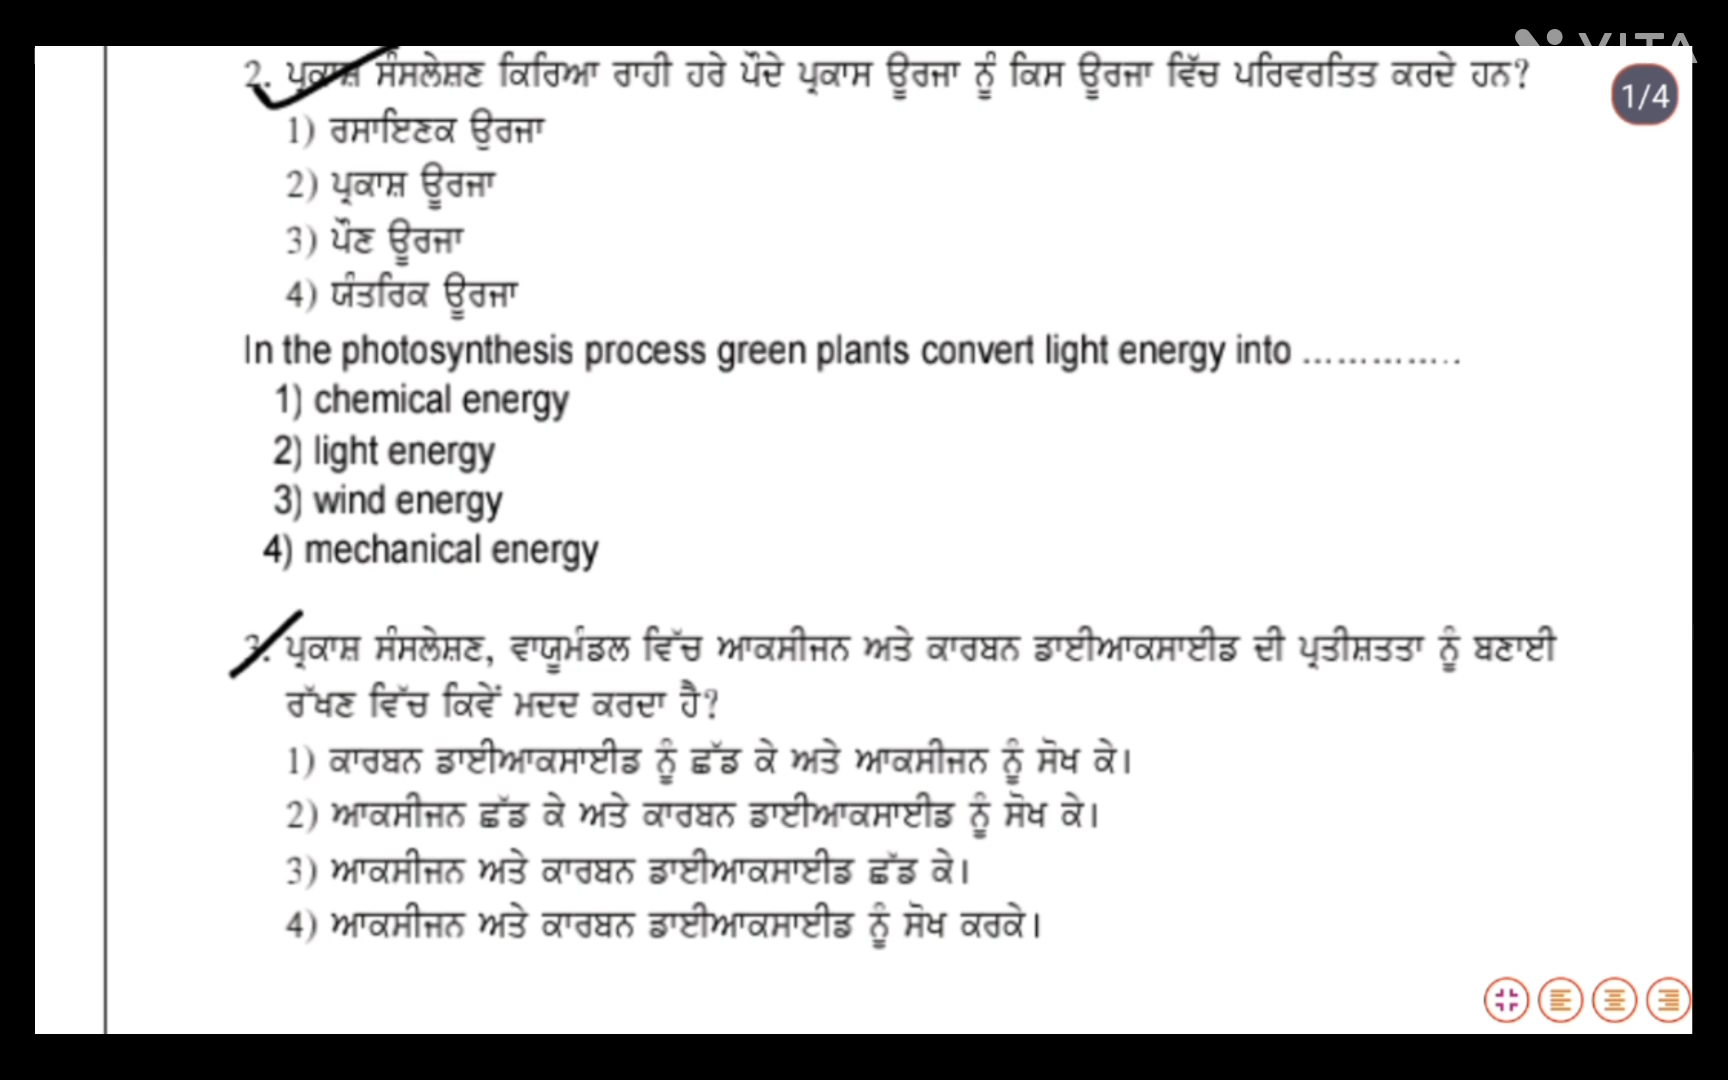 VITA
1/4
2. ਪ੍ਰਕਾਸ਼ ਸੰਸਲੇਸ਼ਣ ਕਿਰਿਆ ਰਾਹੀ ਹਰੇ ਪੌਦੇ ਪ੍ਰਕਾਸ ਊਰਜਾ ਨੂੰ ਕਿਸ ਊਰਜਾ ਵਿੱਚ ਪਰਿਵਰਤਿਤ ਕਰਦੇ ਹਨ?
1) ਰਸਾਇਣਕ ਉਰਜਾ
2) ਪ੍ਰਕਾਸ਼ ਊਰਜਾ
3) ਪੌਣ ਊਰਜਾ
4) ਯੰਤਰਿਕ ਊਰਜਾ
In the photosynthesis process green plants convert light energy into ..............
1) chemical energy
2) light energy
3) wind energy
4) mechanical energy
3. ਪ੍ਰਕਾਸ਼ ਸੰਸਲੇਸ਼ਣ, ਵਾਯੂਮੰਡਲ ਵਿੱਚ ਆਕਸੀਜਨ ਅਤੇ ਕਾਰਬਨ ਡਾਈਆਕਸਾਈਡ ਦੀ ਪ੍ਰਤੀਸ਼ਤਤਾ ਨੂੰ ਬਣਾਈ
ਰੱਖਣ ਵਿੱਚ ਕਿਵੇਂ ਮਦਦ ਕਰਦਾ ਹੈ?
1) ਕਾਰਬਨ ਡਾਈਆਕਸਾਈਡ ਨੂੰ ਛੱਡ ਕੇ ਅਤੇ ਆਕਸੀਜਨ ਨੂੰ ਸੋਖ ਕੇ।
2) ਆਕਸੀਜਨ ਛੱਡ ਕੇ ਅਤੇ ਕਾਰਬਨ ਡਾਈਆਕਸਾਈਡ ਨੂੰ ਸੋਖ ਕੇ।
3) ਆਕਸੀਜਨ ਅਤੇ ਕਾਰਬਨ ਡਾਈਆਕਸਾਈਡ ਛੱਡ ਕੇ।
4) ਆਕਸੀਜਨ ਅਤੇ ਕਾਰਬਨ ਡਾਈਆਕਸਾਈਡ ਨੂੰ ਸੋਖ ਕਰਕੇ।